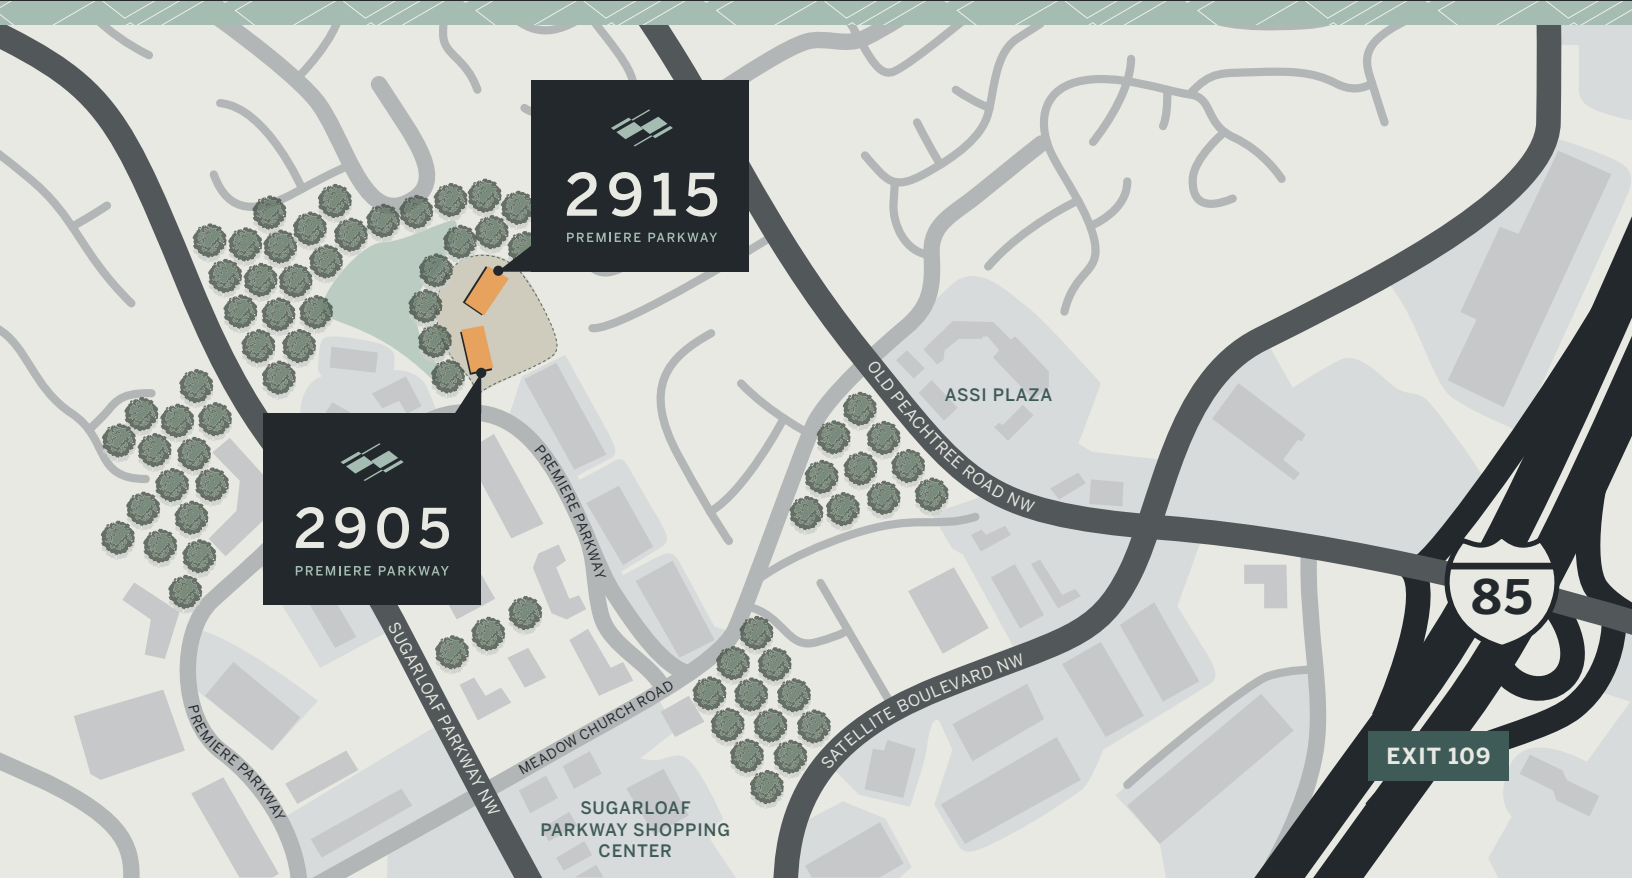 2915
PREMIERE PARKWAY
OLD PEACHTREE ROAD NW
ASSI PLAZA
2905
PREMIERE PARKWAY
PREMIERE PARKWAY
85
SUGARLOAF PARKWAY NW
SATELLITE BOULEVARD NW
MEADOW CHURCH ROAD
PREMIERE PARKWAY
EXIT 109
SUGARLOAF
PARKWAY SHOPPING
CENTER